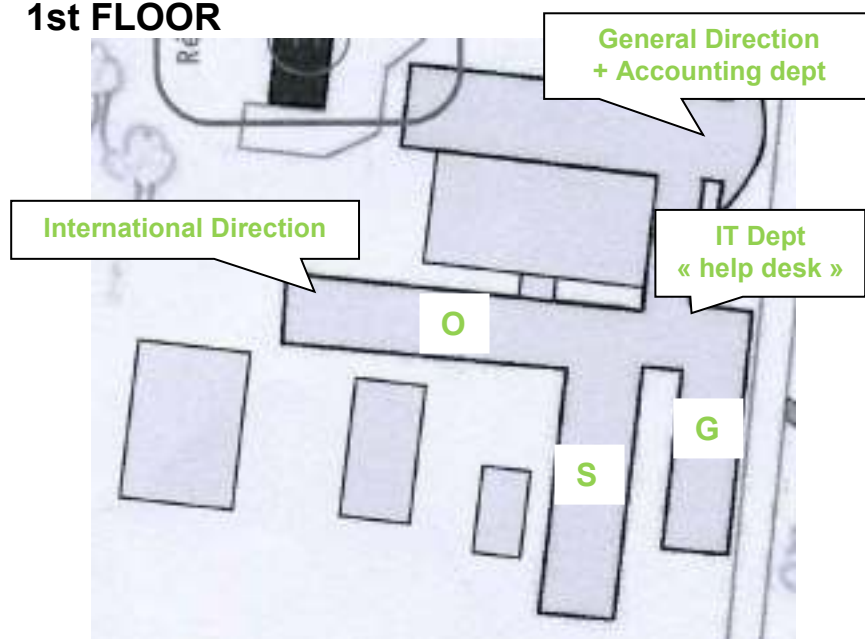 1st FLOOR
General Direction
+ Accounting dept
International Direction
IT Dept
« help desk »
O
G
S